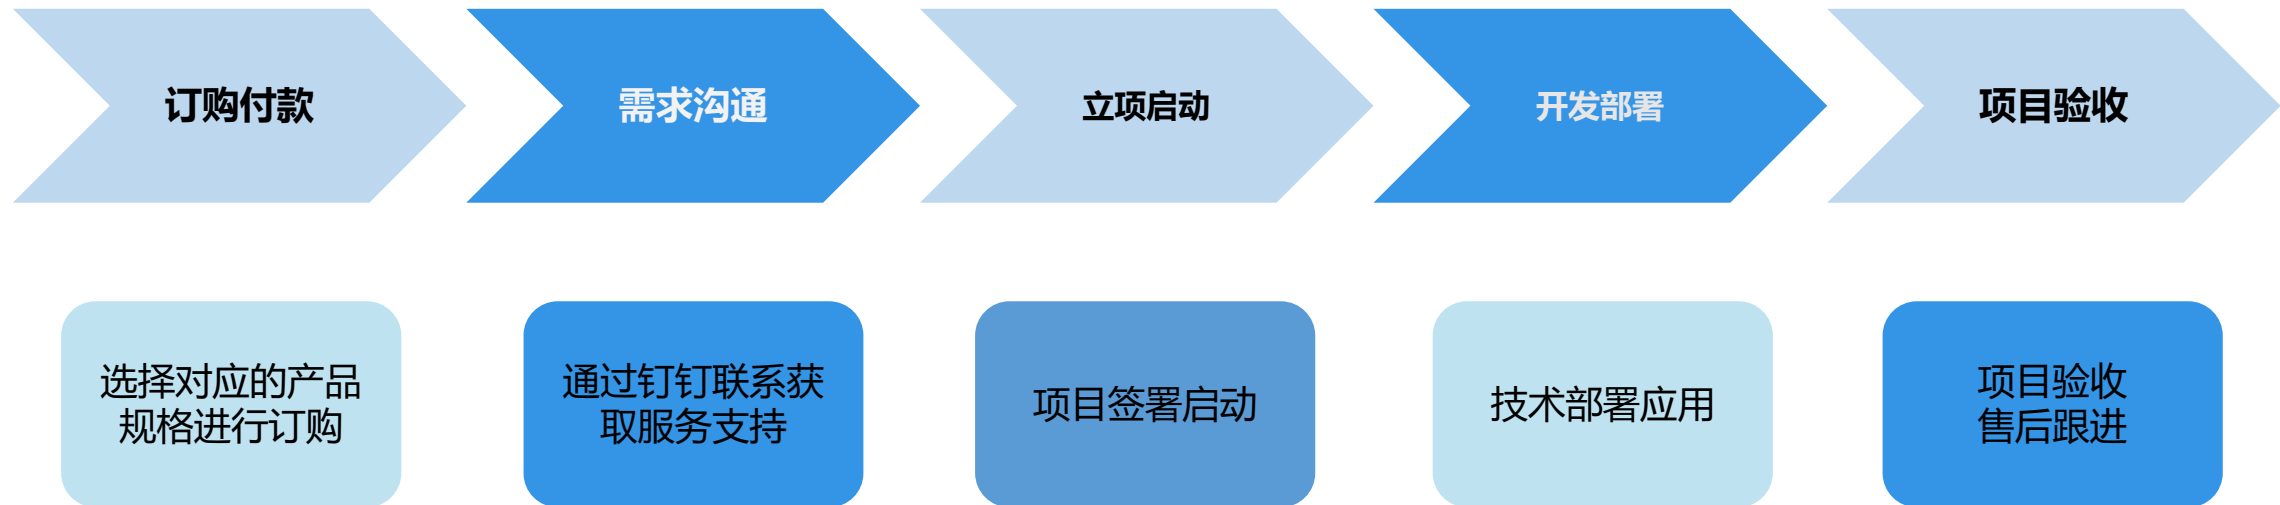 订购付款
需求沟通
立项启动
开发部署
项目验收
选择对应的产品
规格进行订购
通过钉钉联系获
取服务支持
项目签署启动
技术部署应用
项目验收
售后跟进